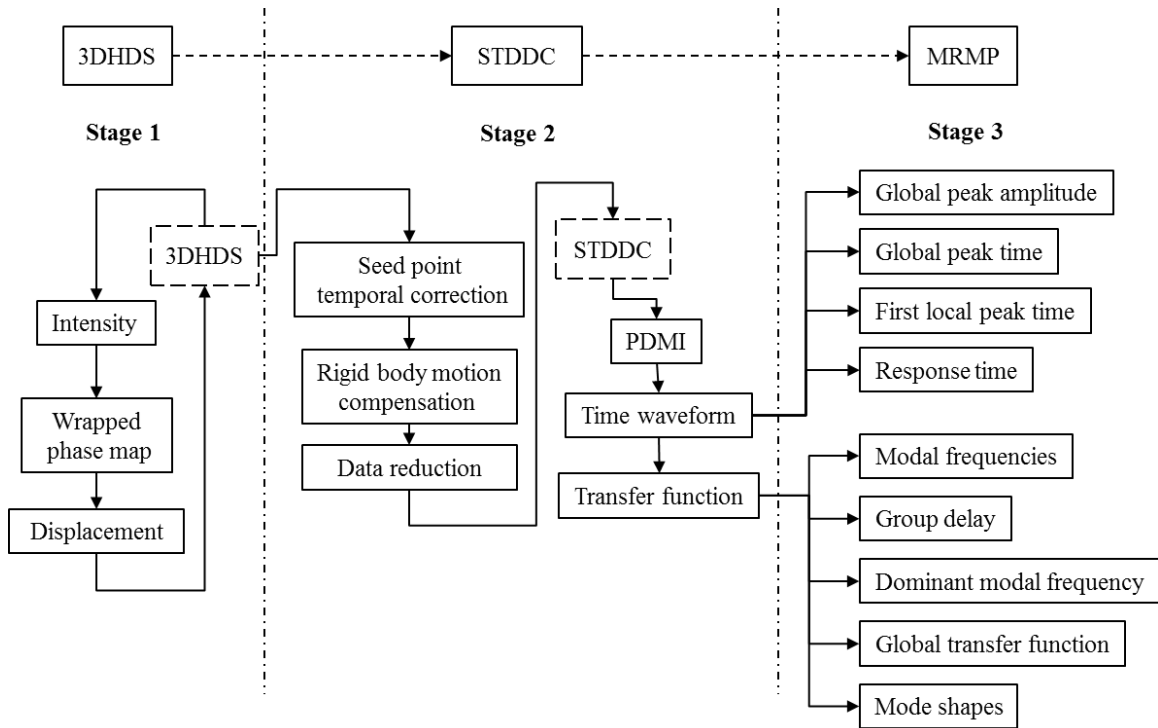 3DHDS
STDDC
MRMP
Stage 1
Stage 2
Stage 3
3DHDS
Intensity
Wrapped
phase map
Displacement
Seed point
temporal correction
Rigid body motion
compensation
Data reduction
STDDC
PDMI
Time waveform
Transfer function
Global peak amplitude
Global peak time
First local peak time
Response time
Modal frequencies
Group delay
Dominant modal frequency
Global transfer function
Mode shapes